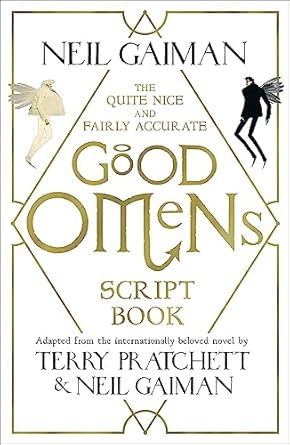 NEIL GAIMAN
THE
QUITE NICE
AND
FAIRLY ACCURATE
GOOD
OMENS
SCRIPT
BOOK
Adapted from the internationally beloved novel by
TERRY PRATCHETT
& NEIL GAIMAN